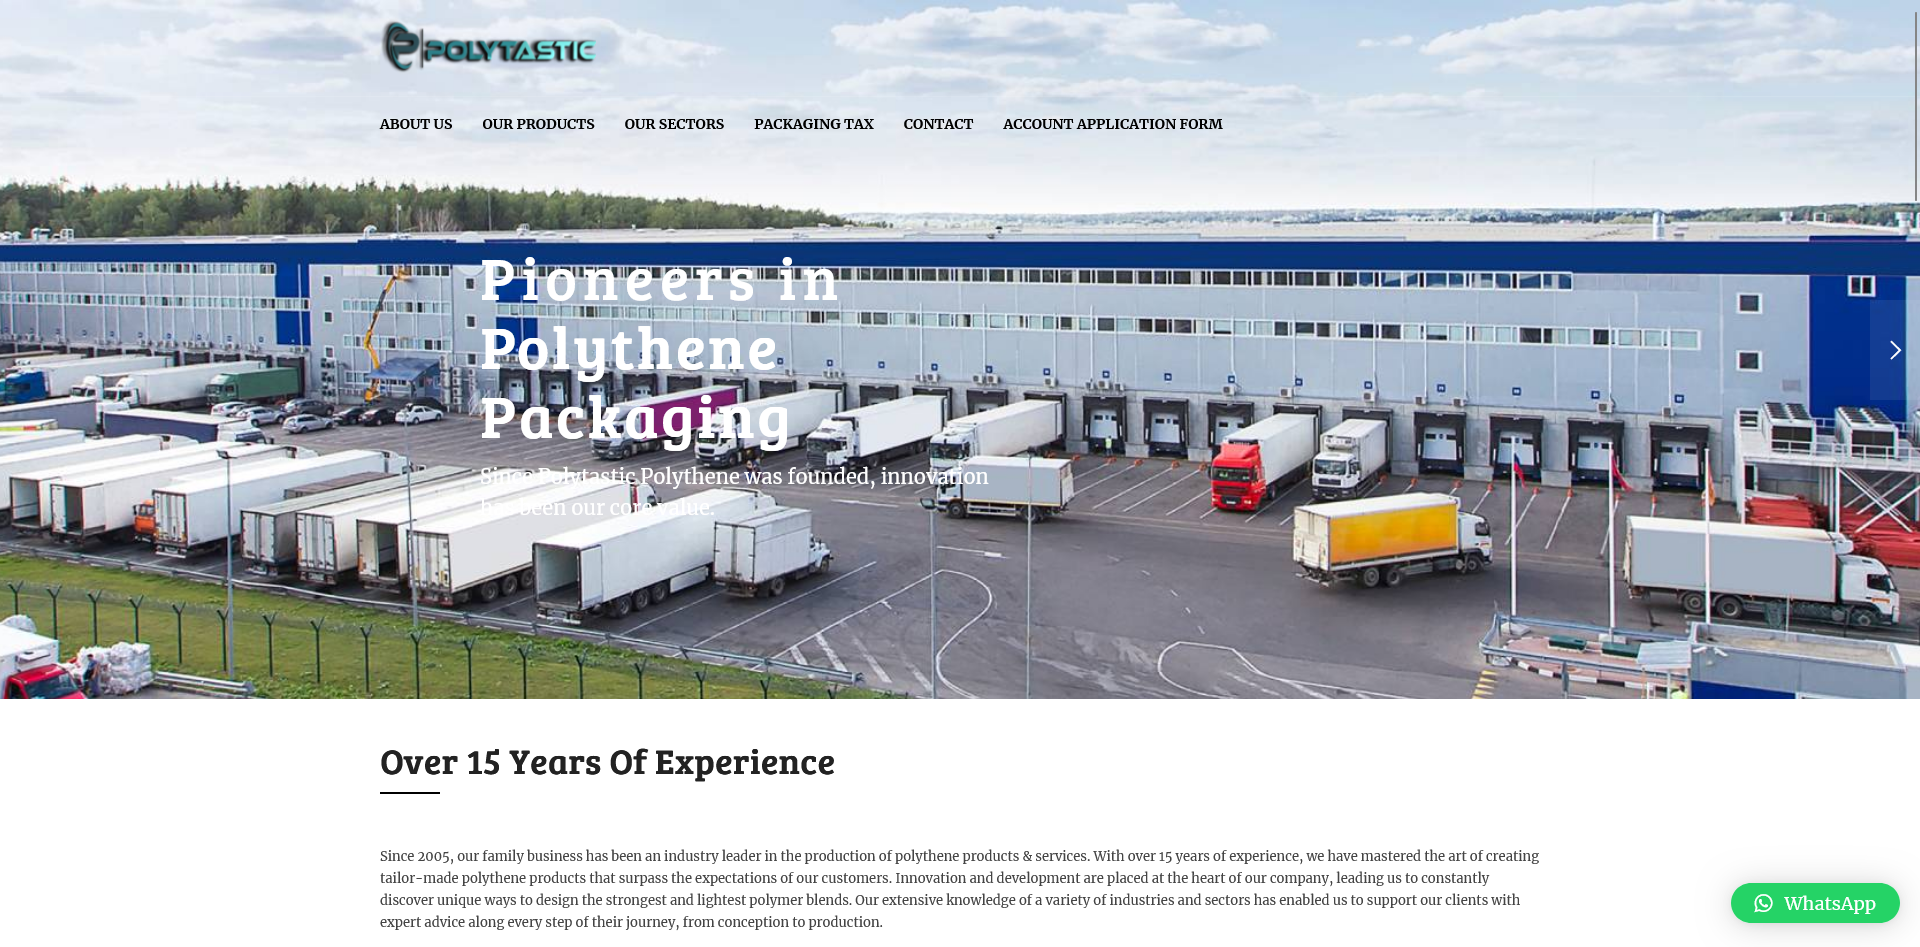 POLYTASTIC
ABOUT US OUR PRODUCTS OUR SECTORS PACKAGING TAX CONTACT ACCOUNT APPLICATION FORM
Pioneers in
Polythene
Packaging
Since Polytastic Polythene was founded, innovation
has been our core value.
Over 15 Years Of Experience
Since 2005, our family business has been an industry leader in the production of polythene products & services. With over 15 years of experience, we have mastered the art of creating
tailor-made polythene products that surpass the expectations of our customers. Innovation and development are placed at the heart of our company, leading us to constantly
discover unique ways to design the strongest and lightest polymer blends. Our extensive knowledge of a variety of industries and sectors has enabled us to support our clients with
expert advice along every step of their journey, from conception to production.
WhatsApp